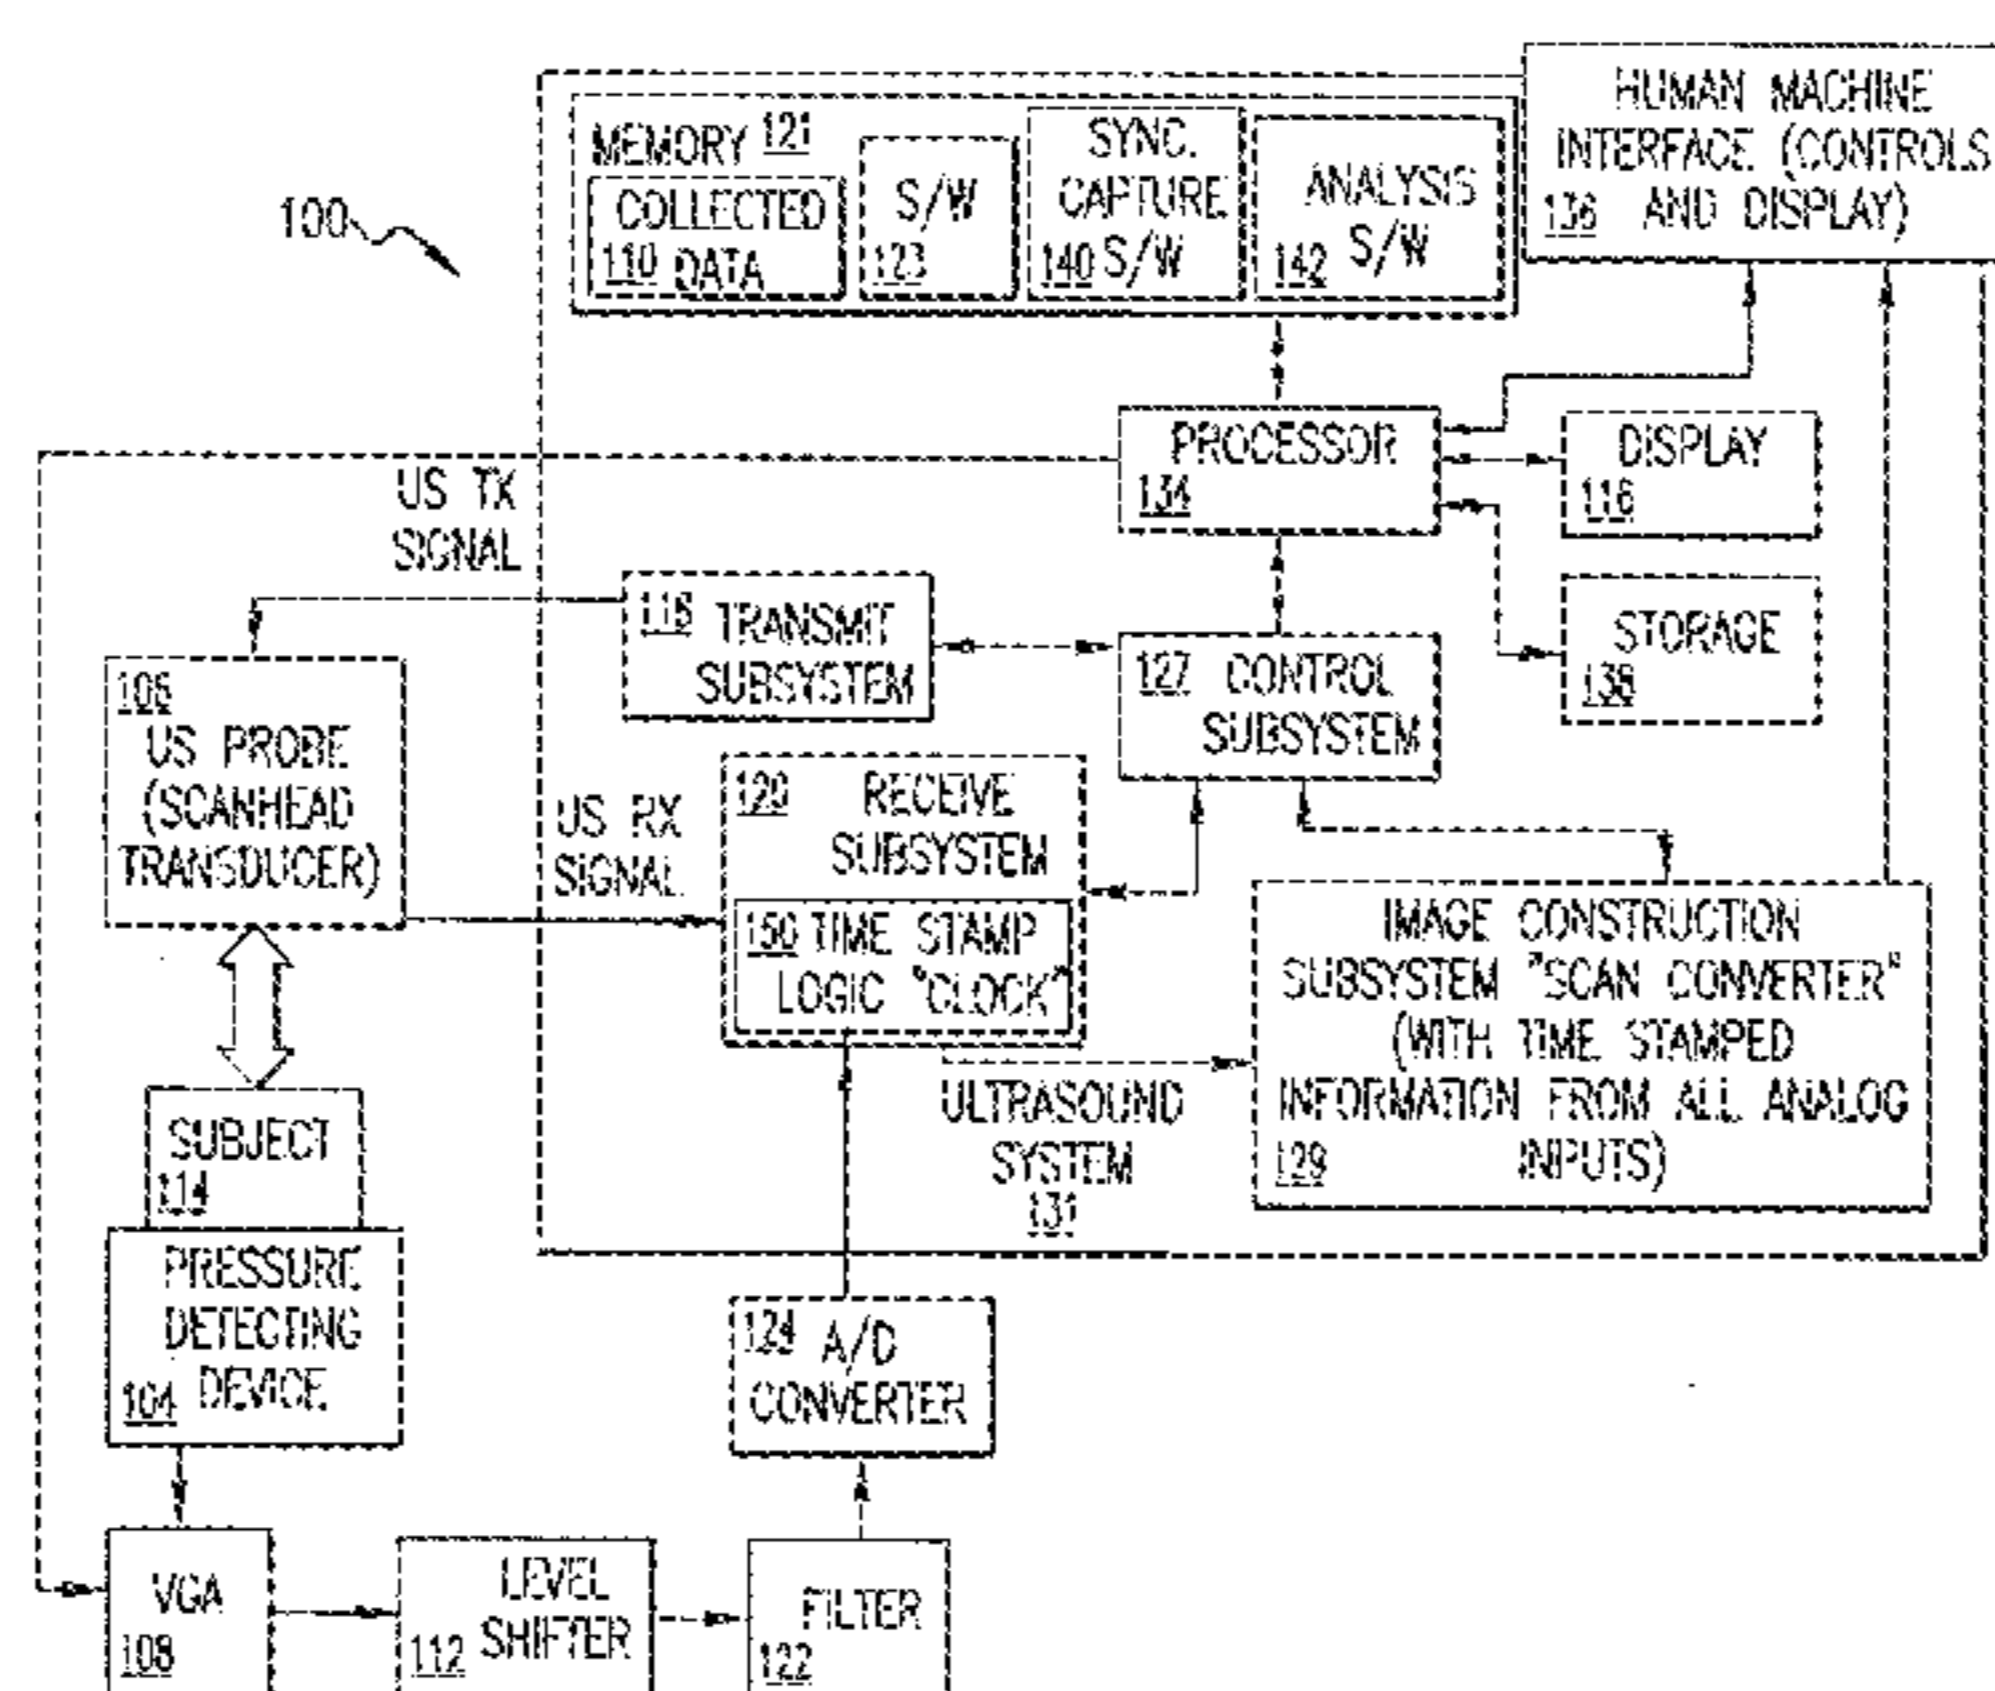 HUMAN MACHINE
INTERFACE (CONTROLS
136 AND DISPLAY)
MEMORY 121
COLLECTED
110 DATA
S/W
123
SYNC.
CAPTURE
140 S/W
ANALYSIS
142 S/W
100
PROCESSOR
134
DISPLAY
116
US TX
SIGNAL
118 TRANSMIT
SUBSYSTEM
127 CONTROL
SUBSYSTEM
STORAGE
138
US PROBE
(SCANHEAD
TRANSDUCER)
US RX
SIGNAL
120 RECEIVE
SUBSYSTEM
150 TIME STAMP
LOGIC "CLOCK"
IMAGE CONSTRUCTION
SUBSYSTEM "SCAN CONVERTER"
(WITH TIME STAMPED
INFORMATION FROM ALL ANALOG
129 INPUTS)
ULTRASOUND
SYSTEM
131
SUBJECT
114
PRESSURE
DETECTING
104 DEVICE
124 A/D
CONVERTER
VGA
108
LEVEL
112 SHIFTER
FILTER
122